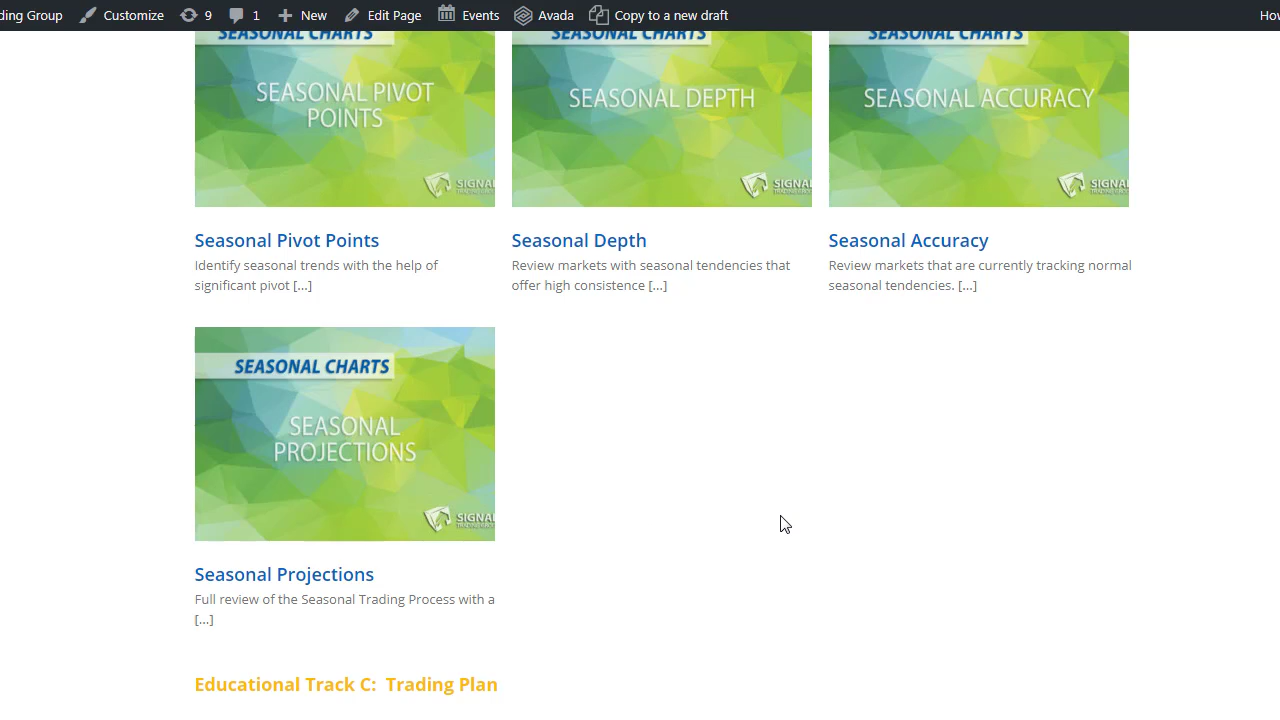 ding Group Customize 9 1 New Edit Page Events Avada Copy to a new draft How
SEASONAL CHARTS SEASONAL CHARTS SEASONAL CHARTS
SEASONAL PIVOT
POINTS
SEASONAL DEPTH
SEASONAL ACCURACY
SIGNAL SIGNAL SIGNAL
Seasonal Pivot Points
Identify seasonal trends with the help of
significant pivot [...]
Seasonal Depth
Review markets with seasonal tendencies that
offer high consistence [...]
Seasonal Accuracy
Review markets that are currently tracking normal
seasonal tendencies. [...]
SEASONAL CHARTS
SEASONAL
PROJECTIONS
SIGNAL
Seasonal Projections
Full review of the Seasonal Trading Process with a
[...]
Educational Track C:  Trading Plan